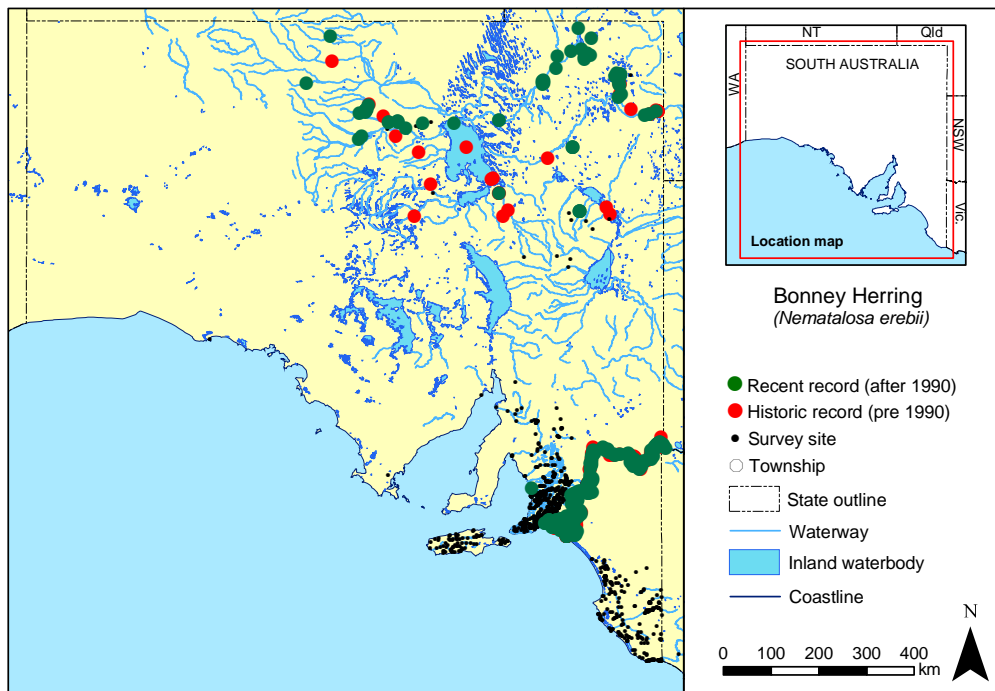 NT
Qld
SOUTH AUSTRALIA
WA
NSW
Vic.
Location map
Bonney Herring
(Nematalosa erebii)
Recent record (after 1990)
Historic record (pre 1990)
Survey site
Township
State outline
Waterway
Inland waterbody
Coastline
N
0 100 200 300 400
km